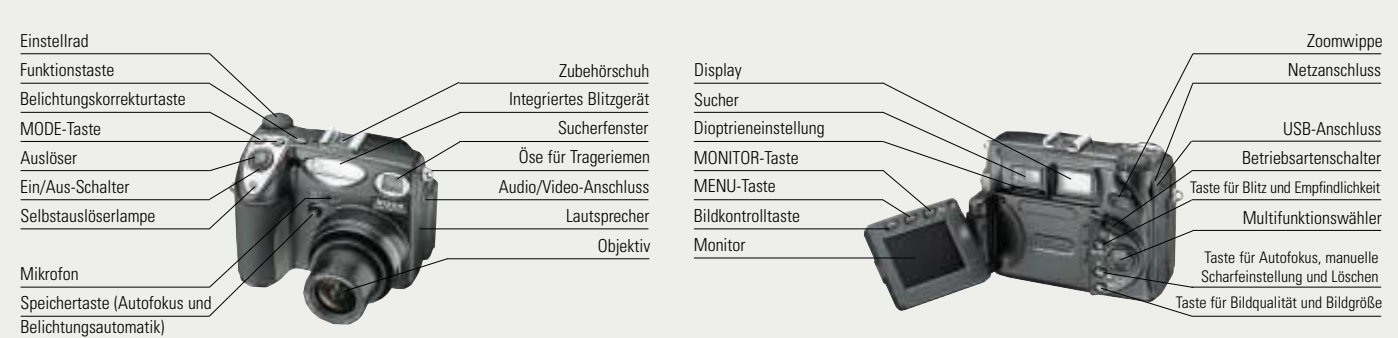 Einstellrad
Funktionstaste
Belichtungskorrekturtaste
MODE-Taste
Auslöser
Ein/Aus-Schalter
Selbstauslöserlampe
Mikrofon
Speichertaste (Autofokus und
Belichtungsautomatik)
Zubehörschuh
Integriertes Blitzgerät
Sucherfenster
Öse für Trageriemen
Audio/Video-Anschluss
Lautsprecher
Objektiv
Display
Sucher
Dioptrieneinstellung
MONITOR-Taste
MENU-Taste
Bildkontrolltaste
Monitor
Zoomwippe
Netzanschluss
USB-Anschluss
Betriebsartenschalter
Taste für Blitz und Empfindlichkeit
Multifunktionswähler
Taste für Autofokus, manuelle
Scharfeinstellung und Löschen
Taste für Bildqualität und Bildgröße